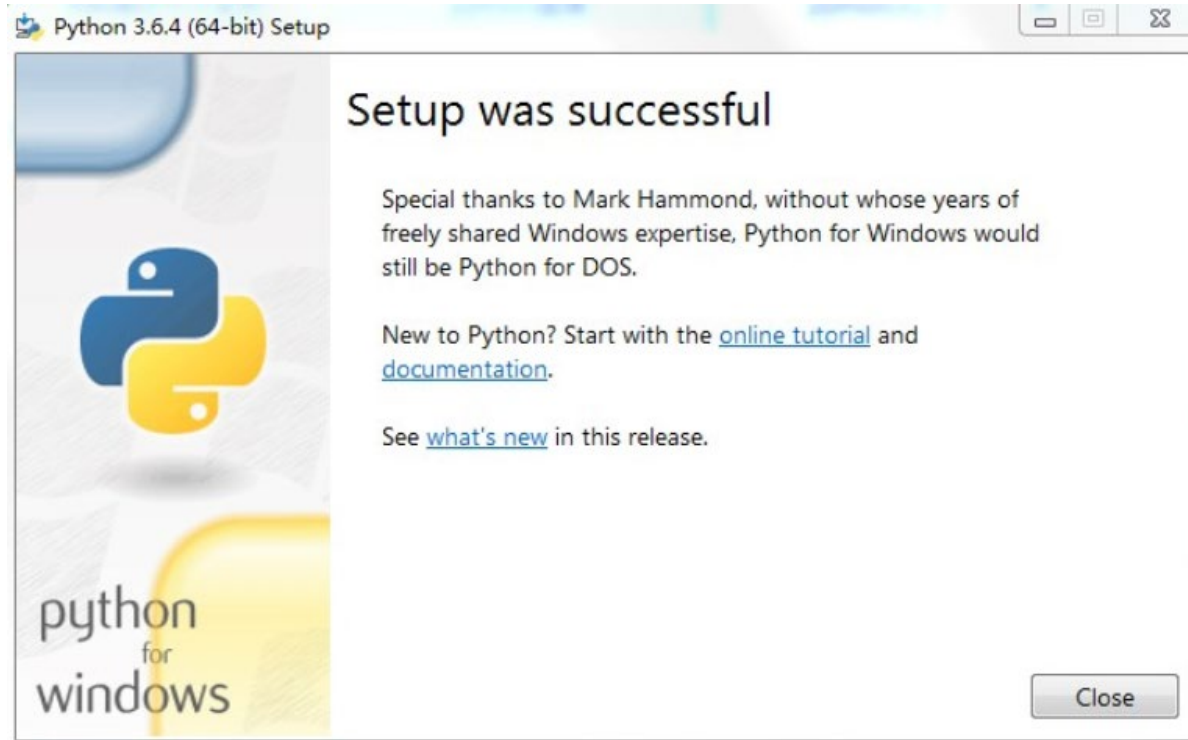 Python 3.6.4 (64-bit) Setup
Setup was successful
Special thanks to Mark Hammond, without whose years of
freely shared Windows expertise, Python for Windows would
still be Python for DOS.
New to Python? Start with the online tutorial and
documentation.
See what's new in this release.
python
for
windows
Close